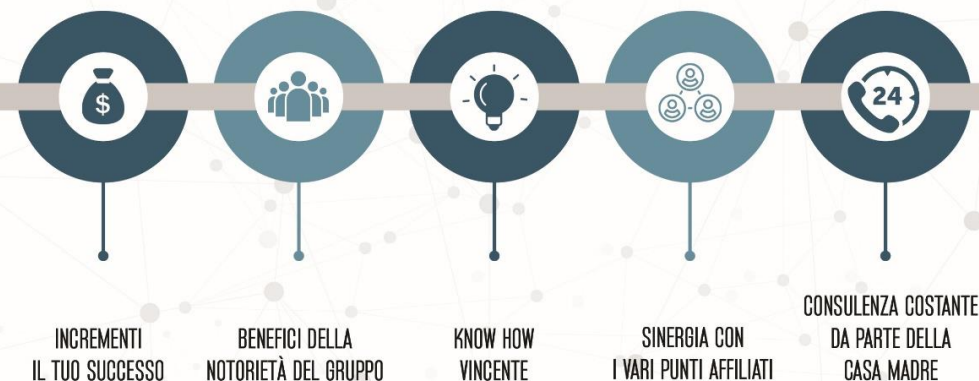 24
INCREMENTI
IL TUO SUCCESSO
BENEFICI DELLA
NOTORIETÀ DEL GRUPPO
KNOW HOW
VINCENTE
SINERGIA CON
I VARI PUNTI AFFILIATI
CONSULENZA COSTANTE
DA PARTE DELLA
CASA MADRE